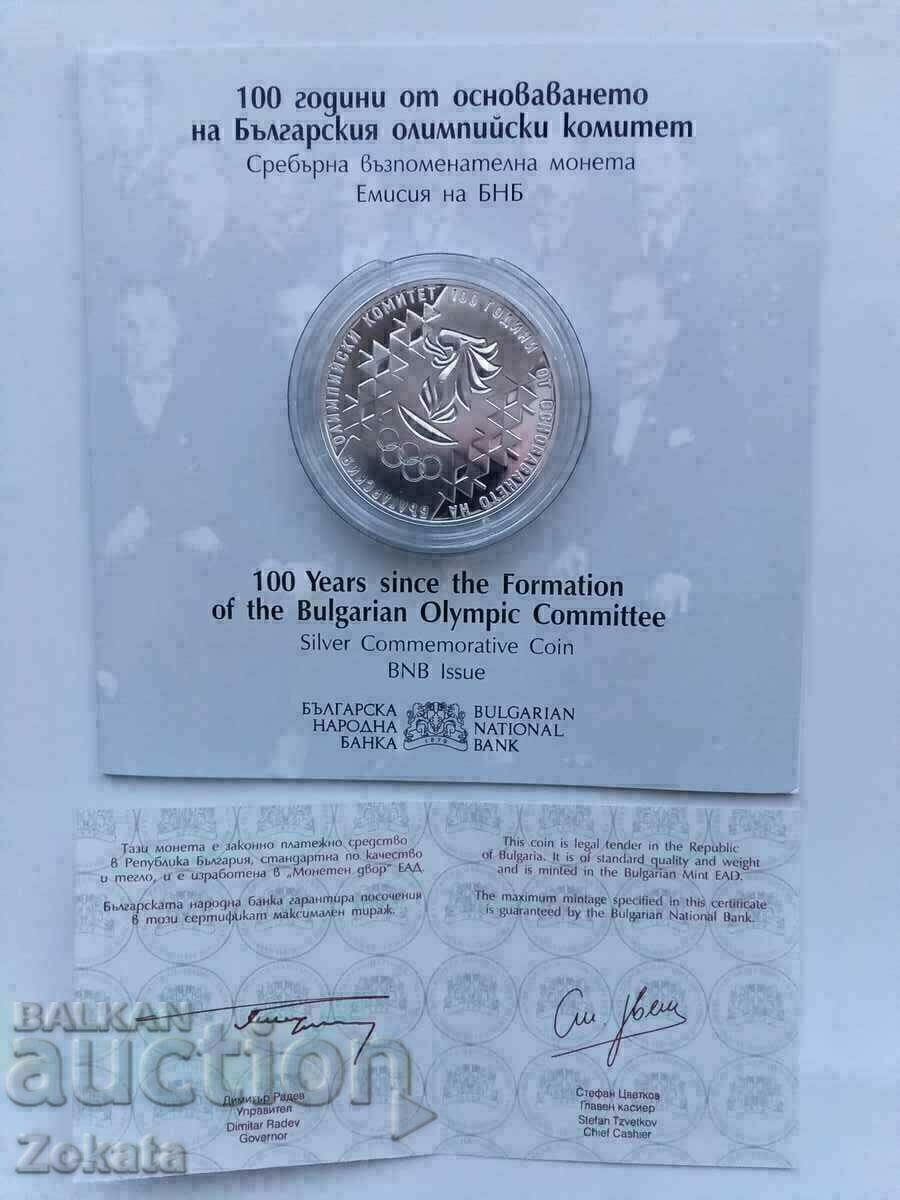 100 години от основаването
на Българския олимпийски комитет
Сребърна възпоменателна монета
Емисия на БНБ
БЪЛГАРСКИЯ ОЛИМПИЙСКИ КОМИТЕТ 100 ГОДИНИ ОТ ОСНОВАВАНЕТО НА
100 Years since the Formation
of the Bulgarian Olympic Committee
Silver Commemorative Coin
BNB Issue
БЪЛГАРСКА
НАРОДНА
БАНКА
1879
BULGARIAN
NATIONAL
BANK
Тази монета е законно платежно средство
в Република България, стандартна по качество
и тегло, и е изработена в „Монетен двор" ЕАД.
Българската народна банка гарантира посочения
в този сертификат максимален тираж.
This coin is legal tender in the Republic
of Bulgaria. It is of standard quality and weight
and is minted in the Bulgarian Mint EAD.
The maximum mintage specified in this certificate
is guaranteed by the Bulgarian National Bank.
Димитър Радев
Управител
Dimitar Radev
Governor
Стефан Цветков
Главен касиер
Stefan Tzvetkov
Chief Cashier
BALKAN
auction
Zokata